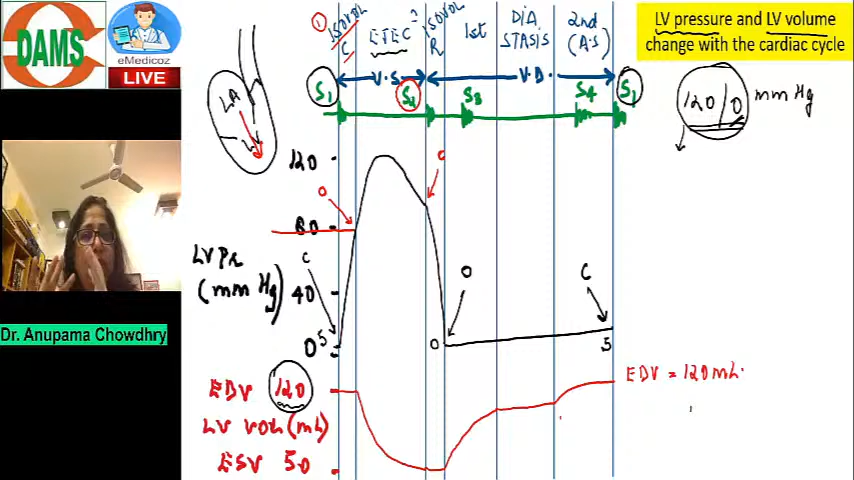 DAMS
eMedicoz
LIVE
LV pressure and LV volume
change with the cardiac cycle
120/0 mm Hg
① ISOVOL C
EJEC
ISOVOL R
1st
DIA STASIS
2nd (A.S)
V.S
V.D.
S1
S2
S3
S4
S1
LA
120
80
40
0
5
LV Pr
(mm Hg)
O
O
C
O
C
0
5
Dr. Anupama Chowdhry
EDV 120
LV VOL (mL)
ESV 50
EDV = 120 mL.